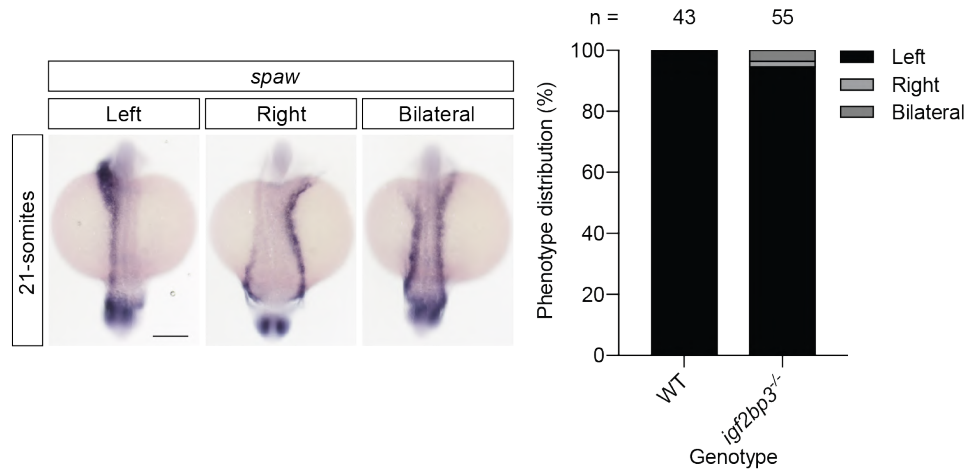 spaw
Left
Right
Bilateral
21-somites
n =
43
55
100
80
60
40
20
0
Phenotype distribution (%)
WT
igf2bp3-/-
Genotype
Left
Right
Bilateral